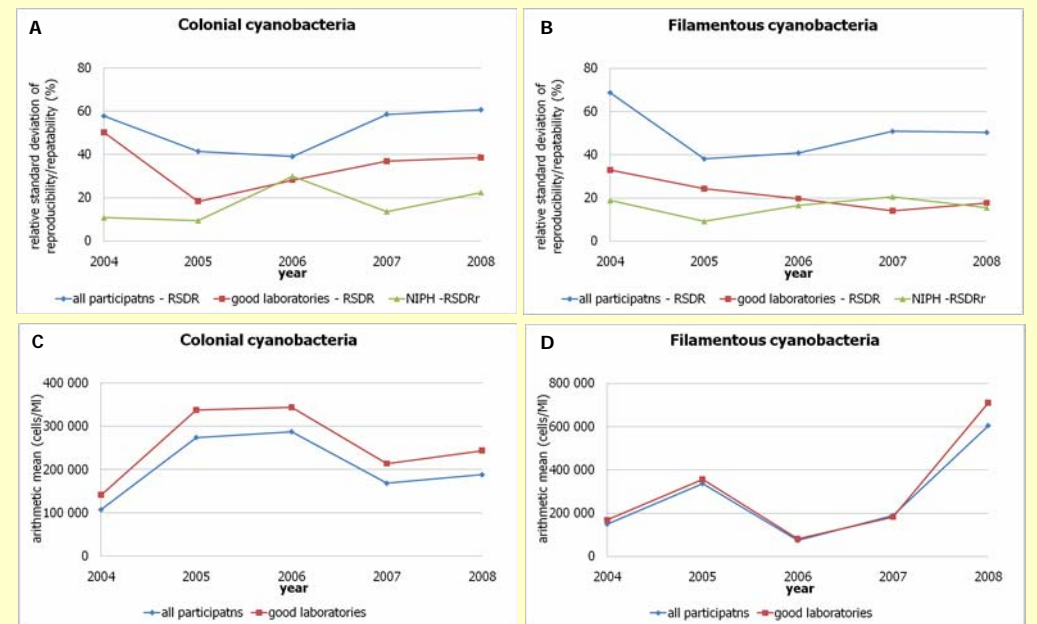 A
Colonial cyanobacteria
relative standard deviation of
reproducibility/repatability (%)
80
60
40
20
0
2004 2005 2006 2007 2008
year
all participatns - RSDR good laboratories - RSDR NIPH -RSDRr
B
Filamentous cyanobacteria
relative standard deviation of
reproducibility/repatability (%)
80
60
40
20
0
2004 2005 2006 2007 2008
year
all participatns - RSDR good laboratories - RSDR NIPH -RSDRr
C
Colonial cyanobacteria
arithmetic mean (cells/Ml)
400 000
300 000
200 000
100 000
0
2004 2005 2006 2007 2008
year
all participatns good laboratories
D
Filamentous cyanobacteria
arithmetic mean (cells/Ml)
800 000
600 000
400 000
200 000
0
2004 2005 2006 2007 2008
year
all participatns good laboratories